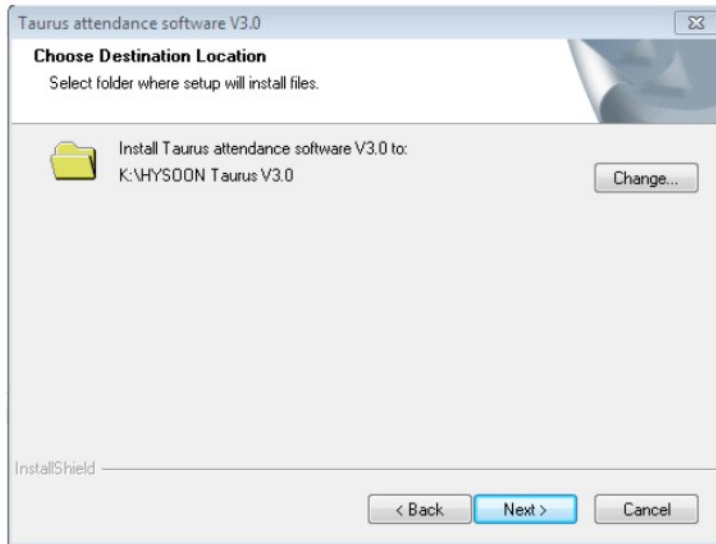 Taurus attendance software V3.0
Choose Destination Location
Select folder where setup will install files.
Install Taurus attendance software V3.0 to:
K:\HYSOON Taurus V3.0
Change...
InstallShield
< Back
Next >
Cancel